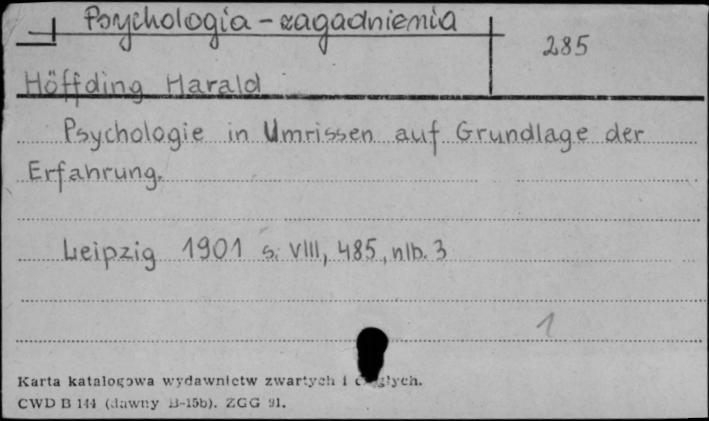 Psychologia - zagadnienia
285
Höffding Harald
Psychologie in Umrissen auf Grundlage der
Erfahrung.
Leipzig 1901 s. VIII, 485, nlb. 3
1
Karta katalogowa wydawnictw zwartych i ciągłych.
CWD B 144 (dawny B-15b). ZGG 91.